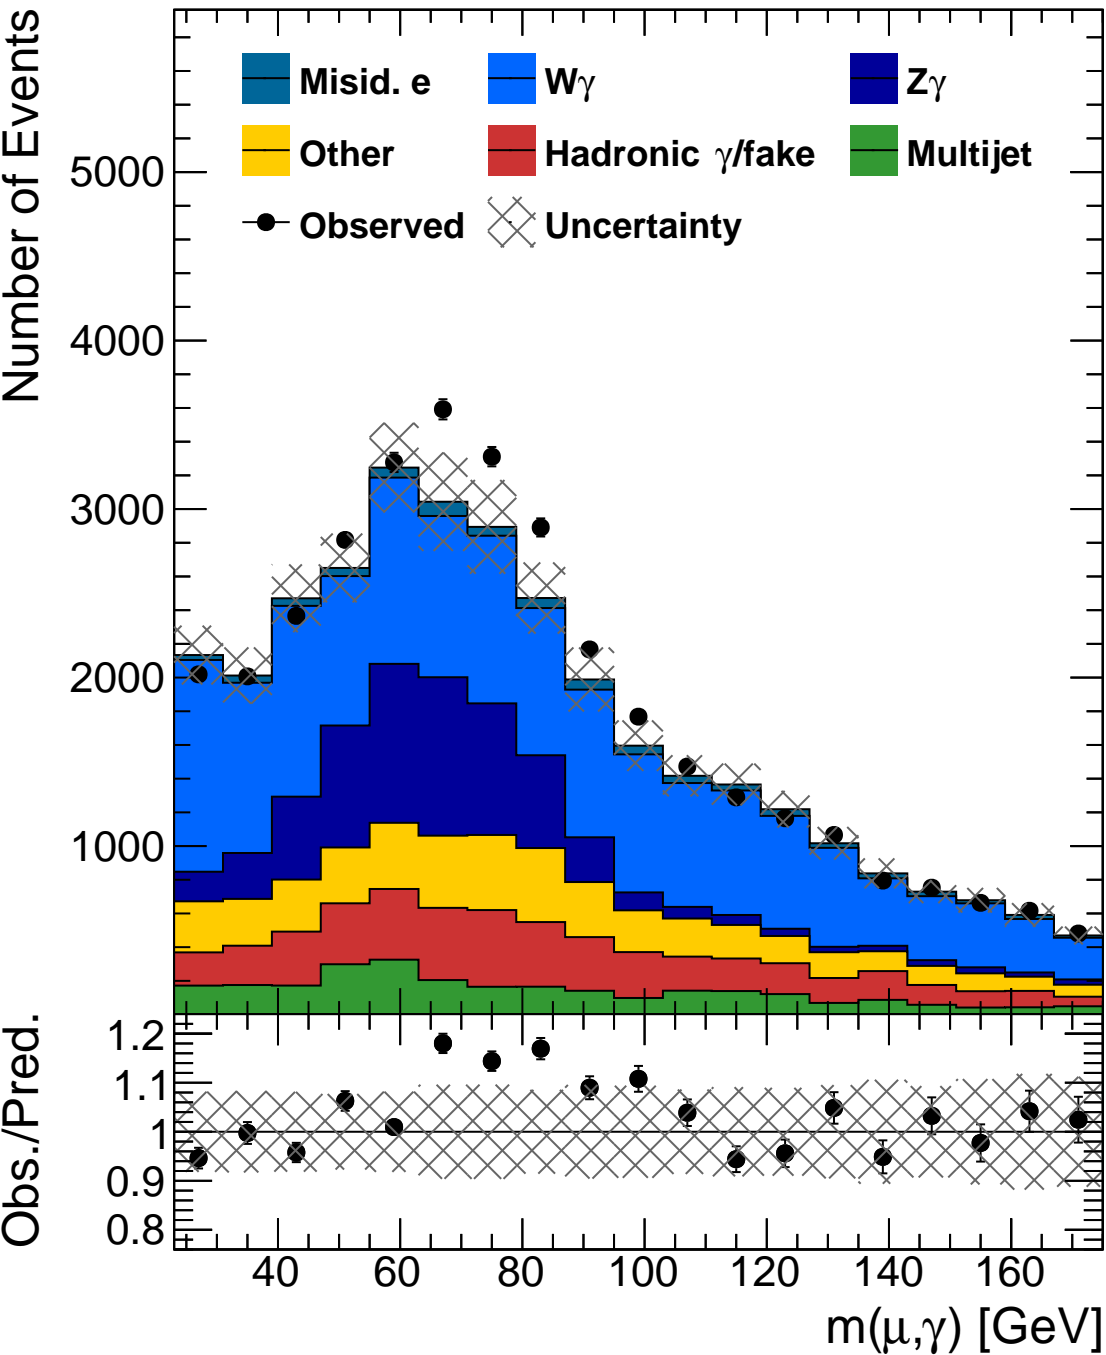 Number of Events
Misid. e
Wγ
Zγ
Other
Hadronic γ/fake
Multijet
Observed
Uncertainty
5000
4000
3000
2000
1000
Obs./Pred.
1.2
1.1
1
0.9
0.8
40 60 80 100 120 140 160
m(μ,γ) [GeV]